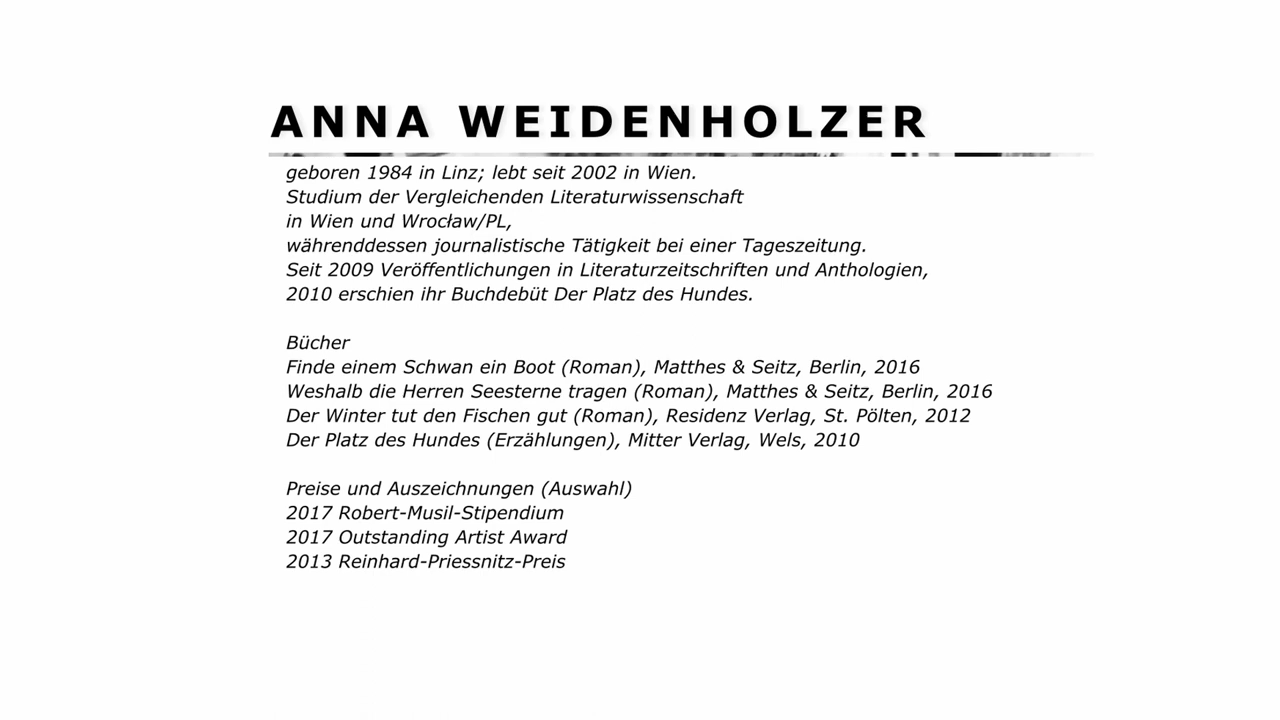 ANNA WEIDENHOLZER
geboren 1984 in Linz; lebt seit 2002 in Wien.
Studium der Vergleichenden Literaturwissenschaft
in Wien und Wrocław/PL,
währenddessen journalistische Tätigkeit bei einer Tageszeitung.
Seit 2009 Veröffentlichungen in Literaturzeitschriften und Anthologien,
2010 erschien ihr Buchdebüt Der Platz des Hundes.
Bücher
Finde einem Schwan ein Boot (Roman), Matthes & Seitz, Berlin, 2016
Weshalb die Herren Seesterne tragen (Roman), Matthes & Seitz, Berlin, 2016
Der Winter tut den Fischen gut (Roman), Residenz Verlag, St. Pölten, 2012
Der Platz des Hundes (Erzählungen), Mitter Verlag, Wels, 2010
Preise und Auszeichnungen (Auswahl)
2017 Robert-Musil-Stipendium
2017 Outstanding Artist Award
2013 Reinhard-Priessnitz-Preis